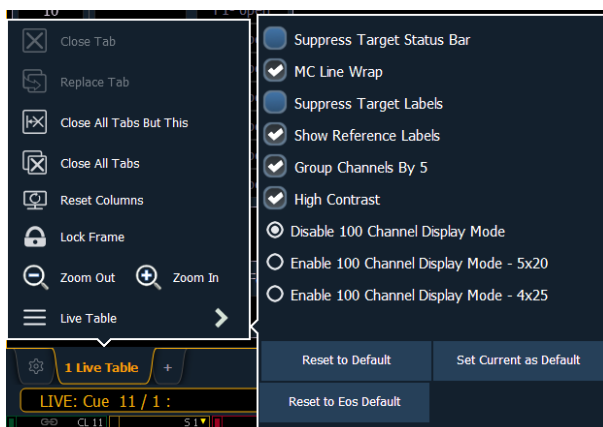 10
Close Tab
Replace Tab
Close All Tabs But This
Close All Tabs
Reset Columns
Lock Frame
Zoom Out Zoom In
Live Table
Suppress Target Status Bar
MC Line Wrap
Suppress Target Labels
Show Reference Labels
Group Channels By 5
High Contrast
Disable 100 Channel Display Mode
Enable 100 Channel Display Mode - 5x20
Enable 100 Channel Display Mode - 4x25
Reset to Default Set Current as Default
Reset to Eos Default
1 Live Table +
LIVE: Cue 11 / 1 :
CL 11 S 1